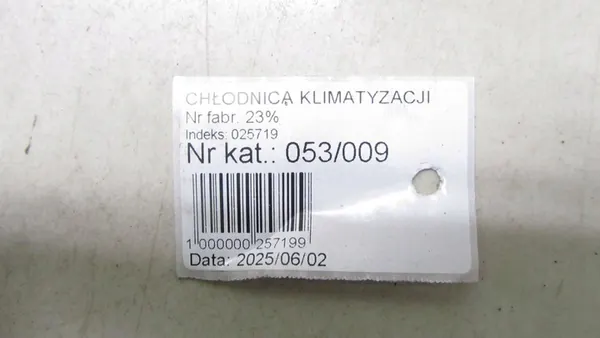 CHŁODNICA KLIMATYZACJI
Nr fabr. 23%
Indeks: 025719
Nr kat.: 053/009
1 000000 257199
Data: 2025/06/02